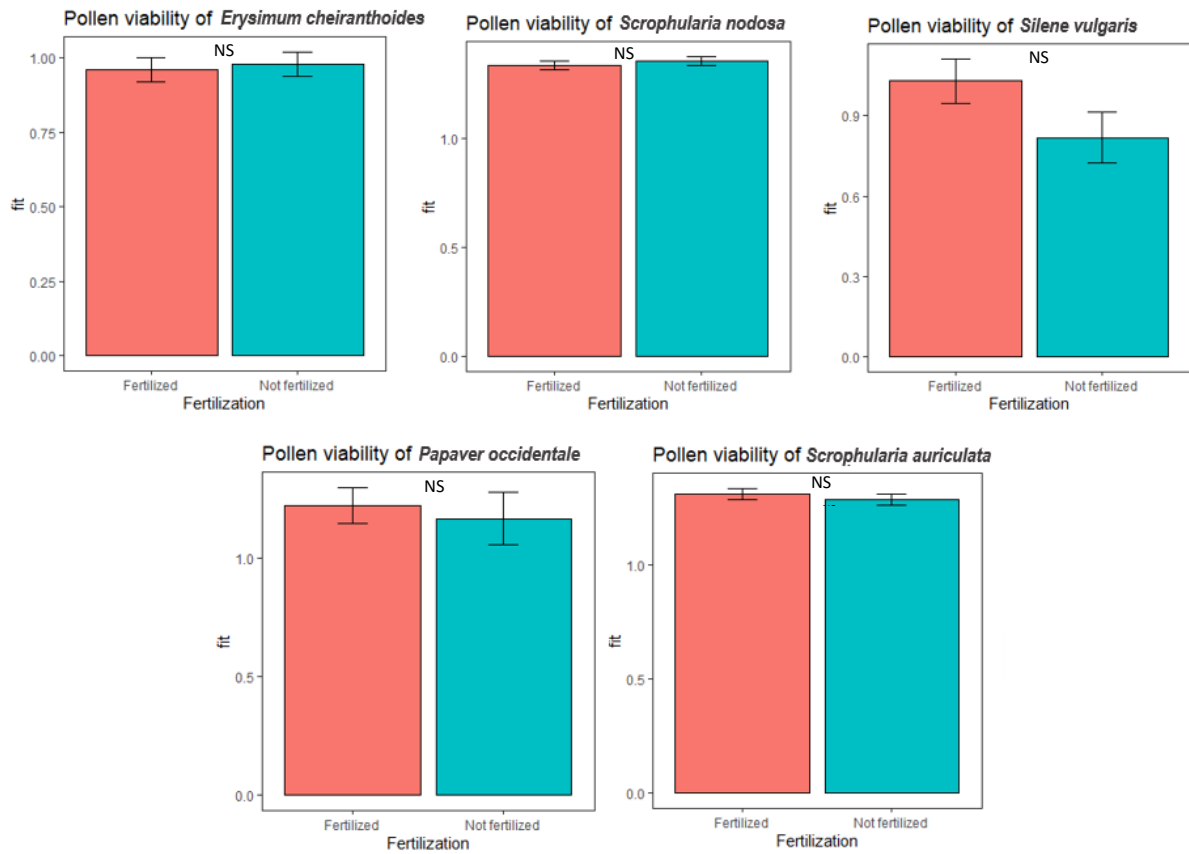 Pollen viability of Erysimum cheiranthoides
NS
1.00
0.75
0.50
0.25
0.00
fit
Fertilized Not fertilized
Fertilization
Pollen viability of Scrophularia nodosa
NS
1.0
0.5
0.0
fit
Fertilized Not fertilized
Fertilization
Pollen viability of Silene vulgaris
NS
0.9
0.6
0.3
0.0
fit
Fertilized Not fertilized
Fertilization
Pollen viability of Papaver occidentale
NS
1.0
0.5
0.0
fit
Fertilized Not fertilized
Fertilization
Pollen viability of Scrophularia auriculata
NS
1.0
0.5
0.0
fit
Fertilized Not fertilized
Fertilization